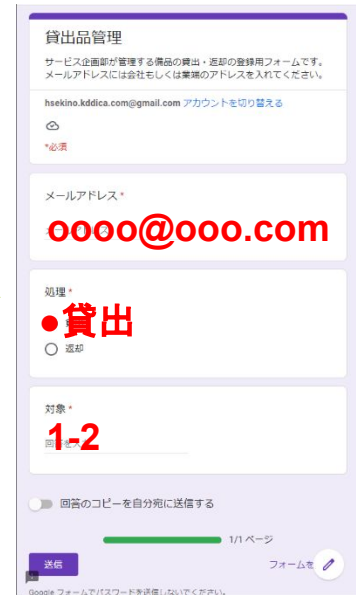 貸出品管理
サービス企画部が管理する備品の貸出・返却の登録用フォームです。
メールアドレスには会社もしくは業端のアドレスを入れてください。
hsekino.kddica.com@gmail.com アカウントを切り替える
*必須
メールアドレス *
oooo@ooo.com
処理 *
●貸出
返却
対象 *
1-2
回答のコピーを自分宛に送信する
1/1 ページ
送信
フォームを
Google フォームでパスワードを送信しないでください。